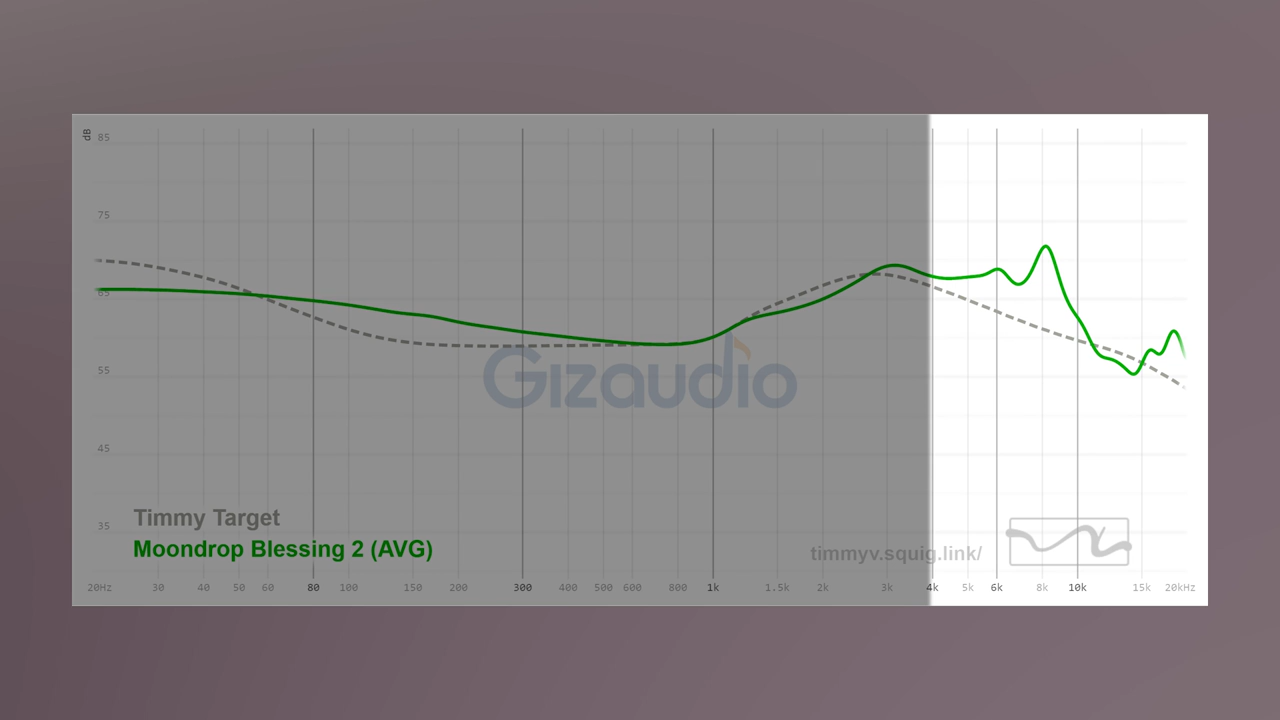 dB
85
75
65
55
45
35
Gizaudio
Timmy Target
Moondrop Blessing 2 (AVG)
timmyv.squig.link/
20Hz 30 40 50 60 80 100 150 200 300 400 500 600 800 1k 1.5k 2k 3k 4k 5k 6k 8k 10k 15k 20kHz